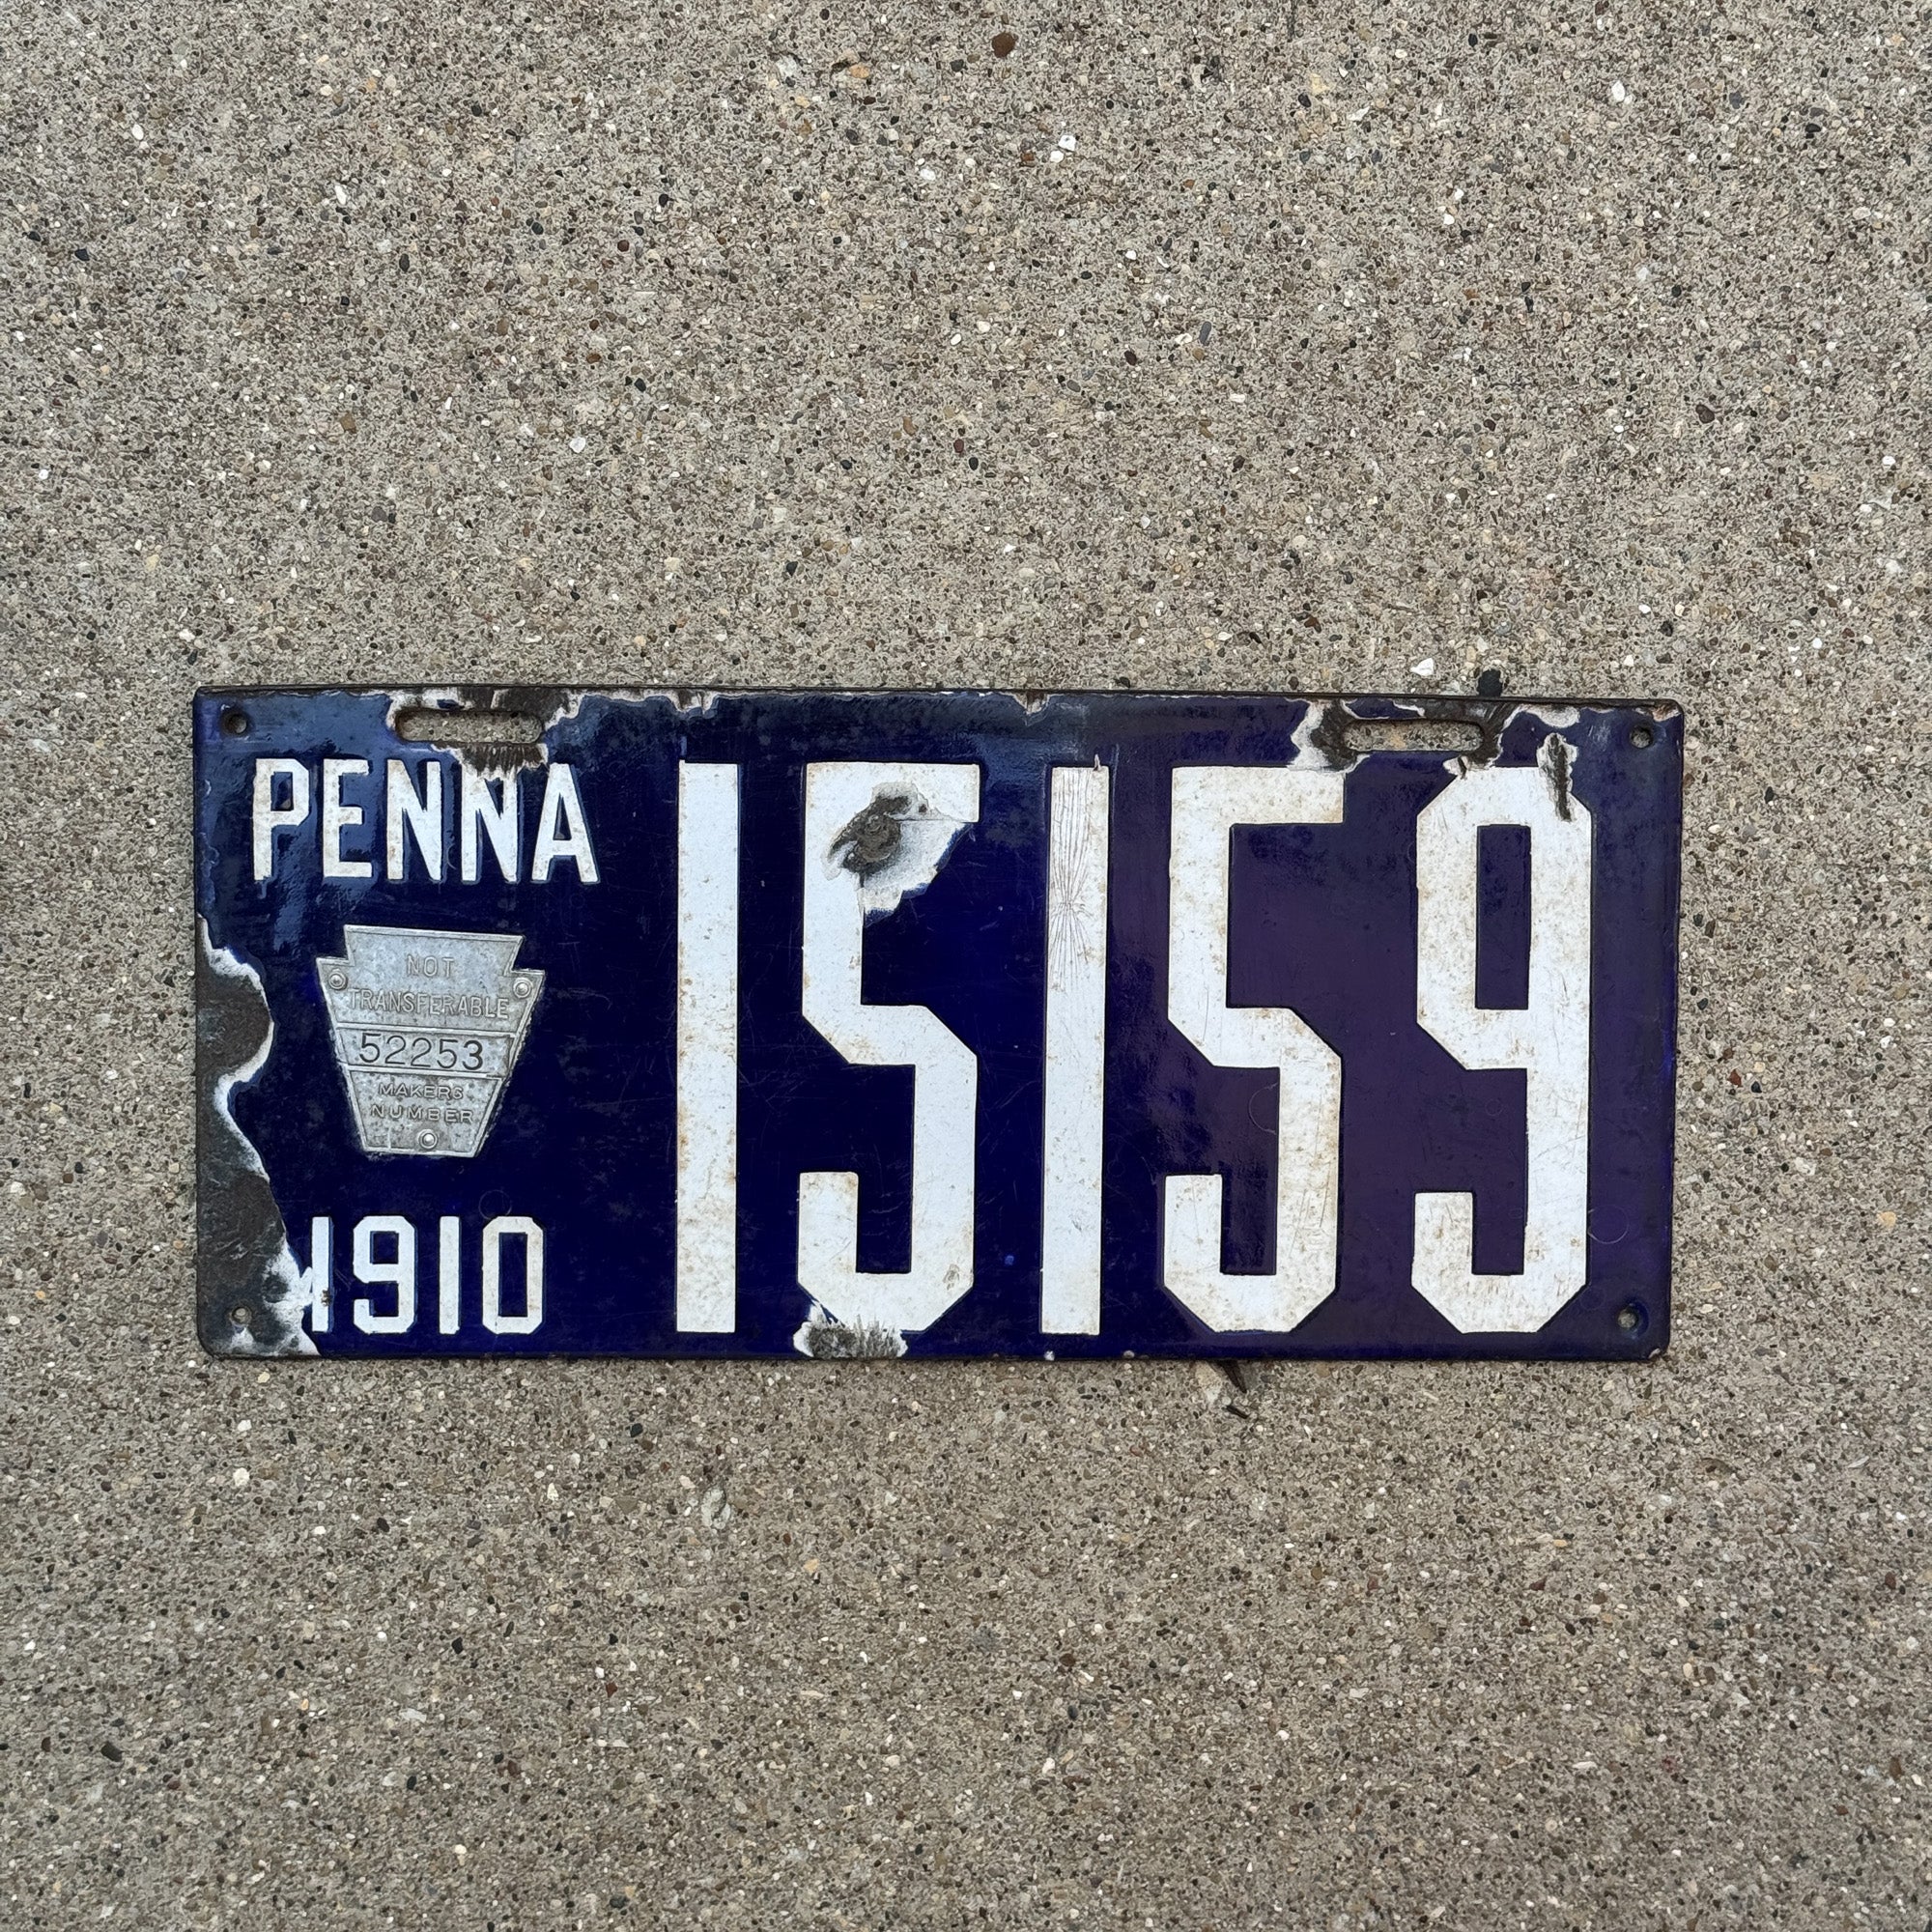 PENNA
NOT
TRANSFERABLE
52253
MAKERS
NUMBER
1910
15159